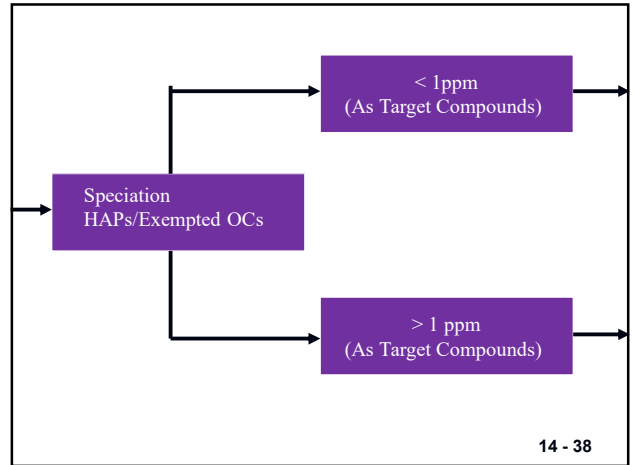 < 1ppm
(As Target Compounds)
Speciation
HAPs/Exempted OCs
> 1 ppm
(As Target Compounds)
14 - 38